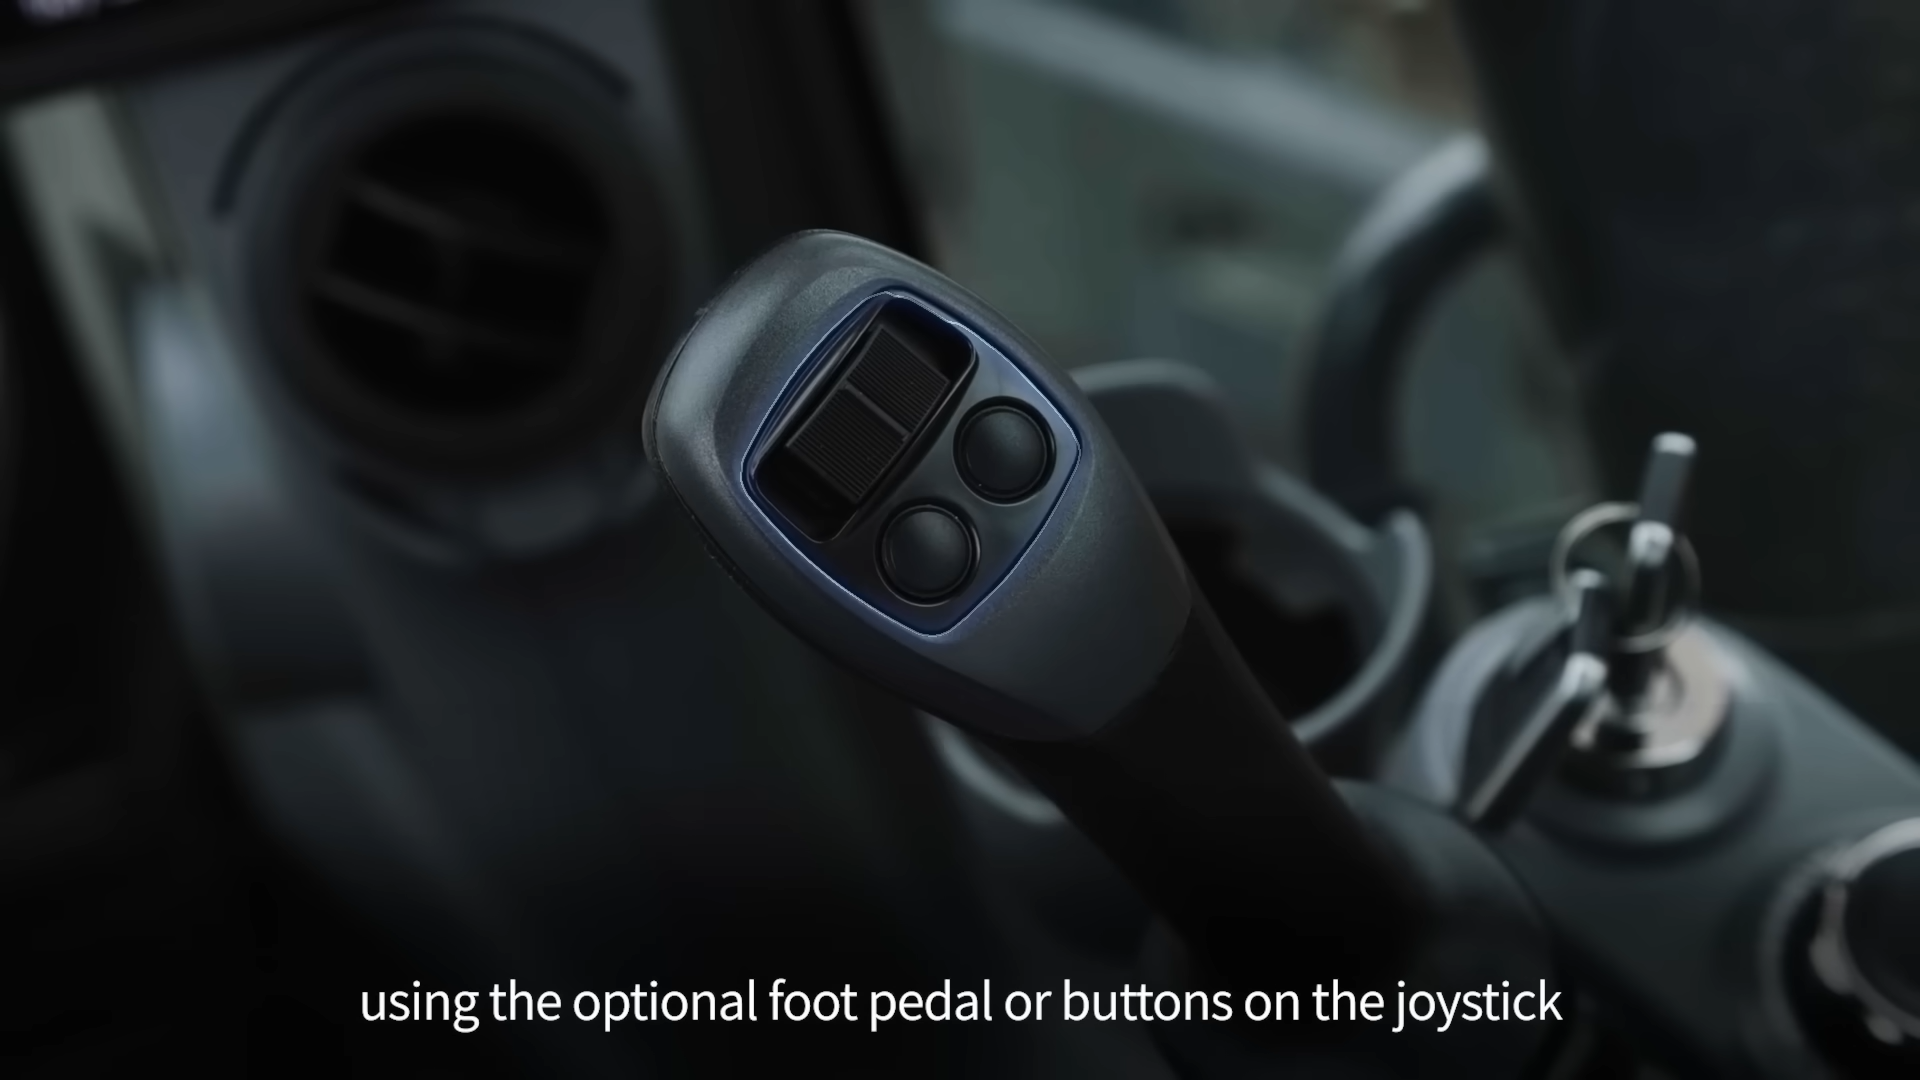 using the optional foot pedal or buttons on the joystick